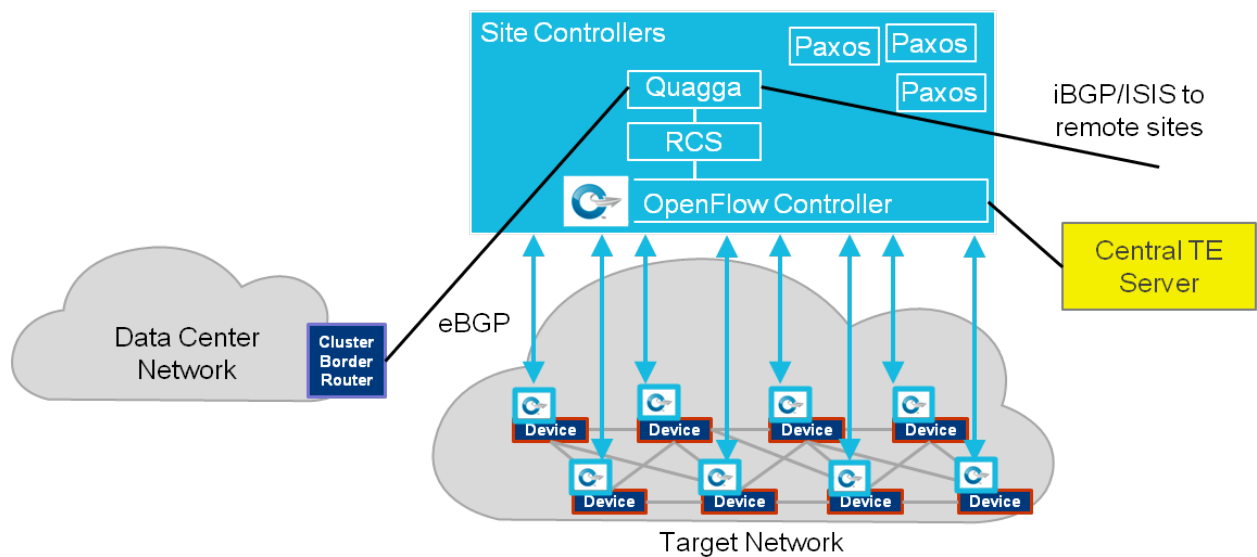 Site Controllers
Paxos
Paxos
Paxos
Quagga
RCS
OpenFlow Controller
iBGP/ISIS to
remote sites
Central TE
Server
eBGP
Data Center
Network
Cluster
Border
Router
Device
Device
Device
Device
Device
Device
Device
Device
Target Network